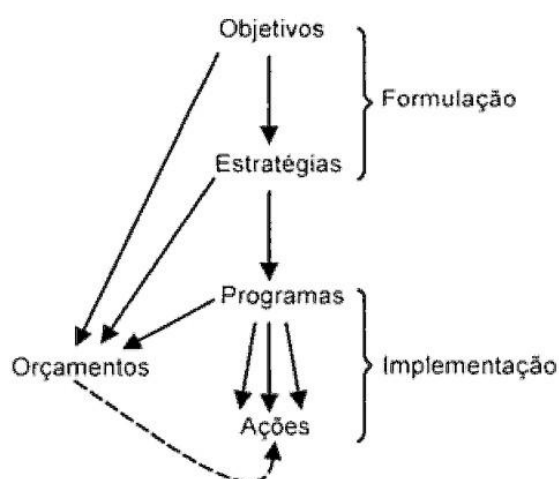 Objetivos
Formulação
Estratégias
Programas
Orçamentos
Implementação
Ações